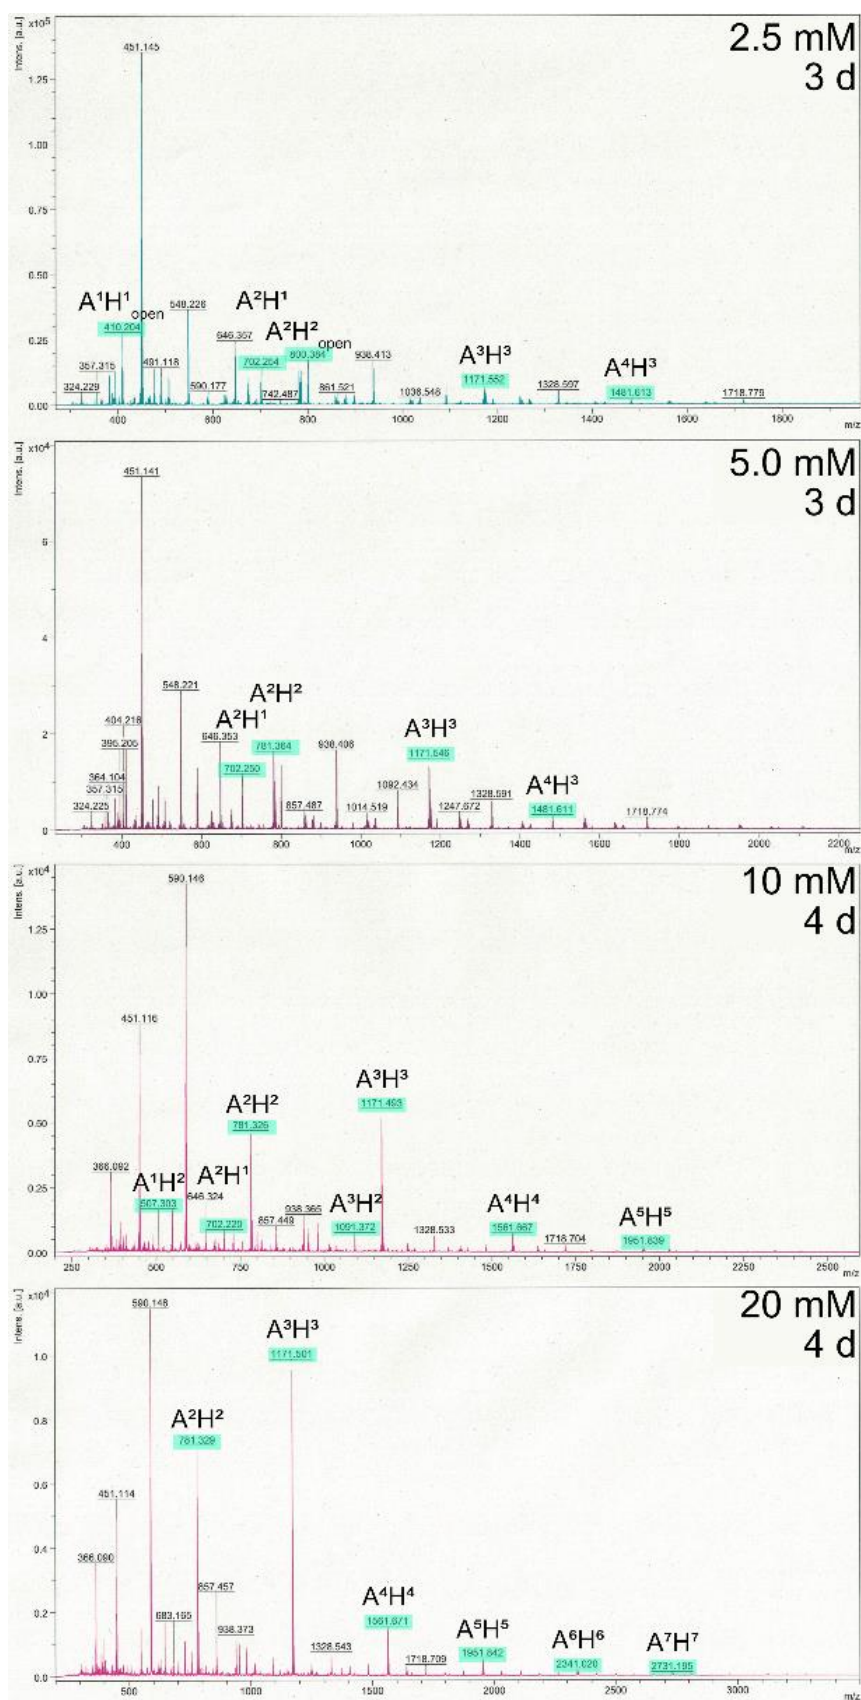 Intens. [a.u.]
x10⁵
2.5 mM
3 d
451.145
1.25
1.00
0.75
0.50
0.25
0.00
A¹H¹
open
410.204
548.226
A²H¹
646.357
A²H²
open
702.254
800.384
938.413
A³H³
1171.552
A⁴H³
357.315
491.118
324.229
590.177
742.487
861.521
1036.546
1328.597
1481.613
1718.779
400 600 800 1000 1200 1400 1600 1800
m/z
Intens. [a.u.]
x10⁴
5.0 mM
3 d
451.141
6
4
2
0
548.221
404.218
395.205
364.104
357.315
324.225
A²H¹
646.353
702.250
A²H²
781.364
938.408
A³H³
1171.546
857.487
1014.519
1092.434
1247.672
1328.591
A⁴H³
1481.611
1718.774
400 600 800 1000 1200 1400 1600 1800 2000 2200
m/z
Intens. [a.u.]
x10⁴
10 mM
4 d
590.146
1.25
1.00
0.75
0.50
0.25
0.00
451.116
366.092
A¹H²
507.303
A²H¹
646.324
702.220
A²H²
781.326
857.449
938.365
A³H²
1091.372
A³H³
1171.493
1328.533
A⁴H⁴
1561.667
1718.704
A⁵H⁵
1951.839
250 500 750 1000 1250 1500 1750 2000 2250 2500
m/z
Intens. [a.u.]
x10⁴
20 mM
4 d
590.148
1.0
0.8
0.6
0.4
0.2
0.0
A³H³
1171.501
A²H²
781.329
451.114
366.090
683.165
857.457
938.373
1328.543
A⁴H⁴
1561.671
1718.709
A⁵H⁵
1951.842
A⁶H⁶
2341.020
A⁷H⁷
2731.195
500 1000 1500 2000 2500 3000
m/z